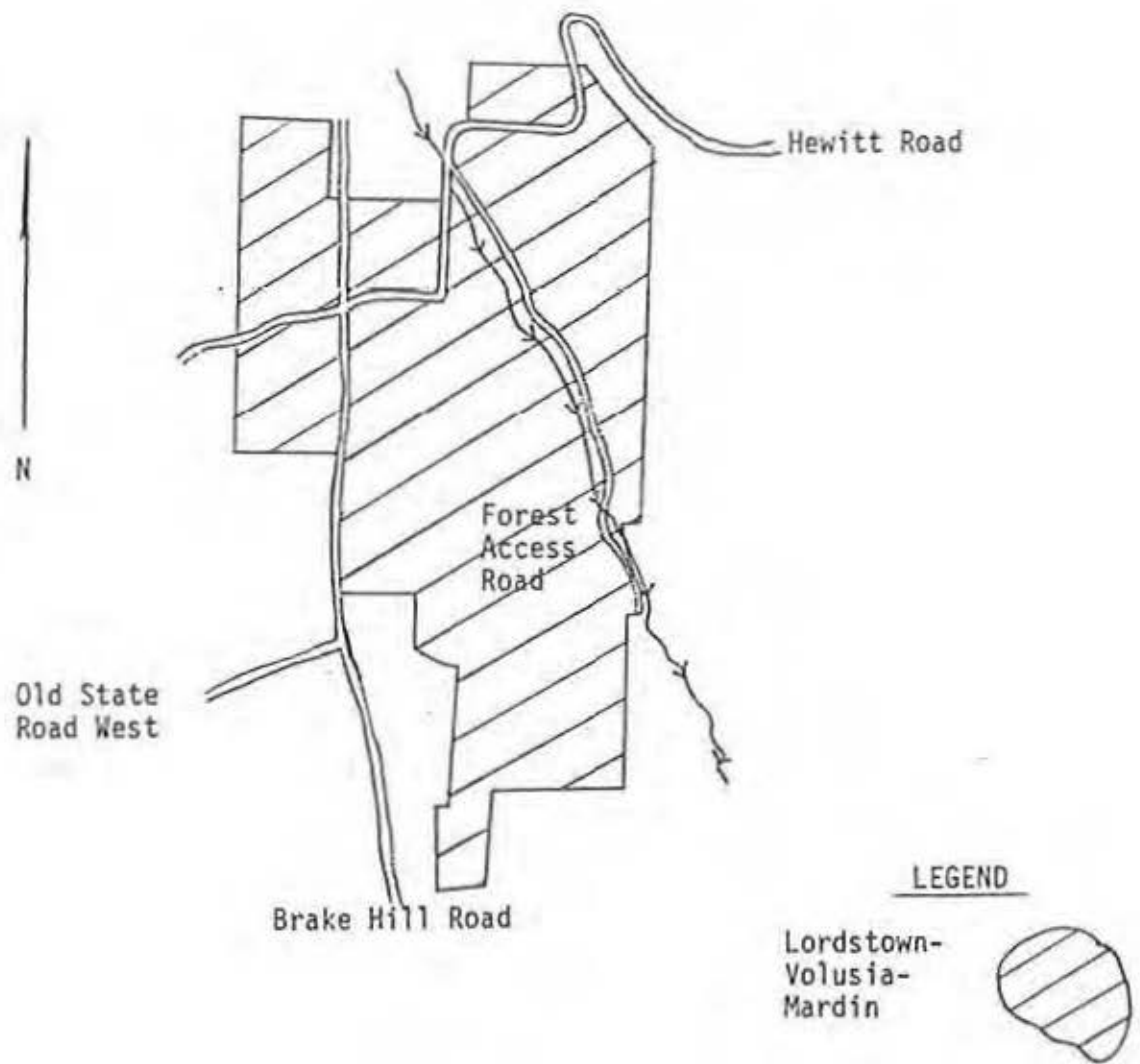 Hewitt Road
N
Forest
Access
Road
Old State
Road West
Brake Hill Road
LEGEND
Lordstown-
Volusia-
Mardin